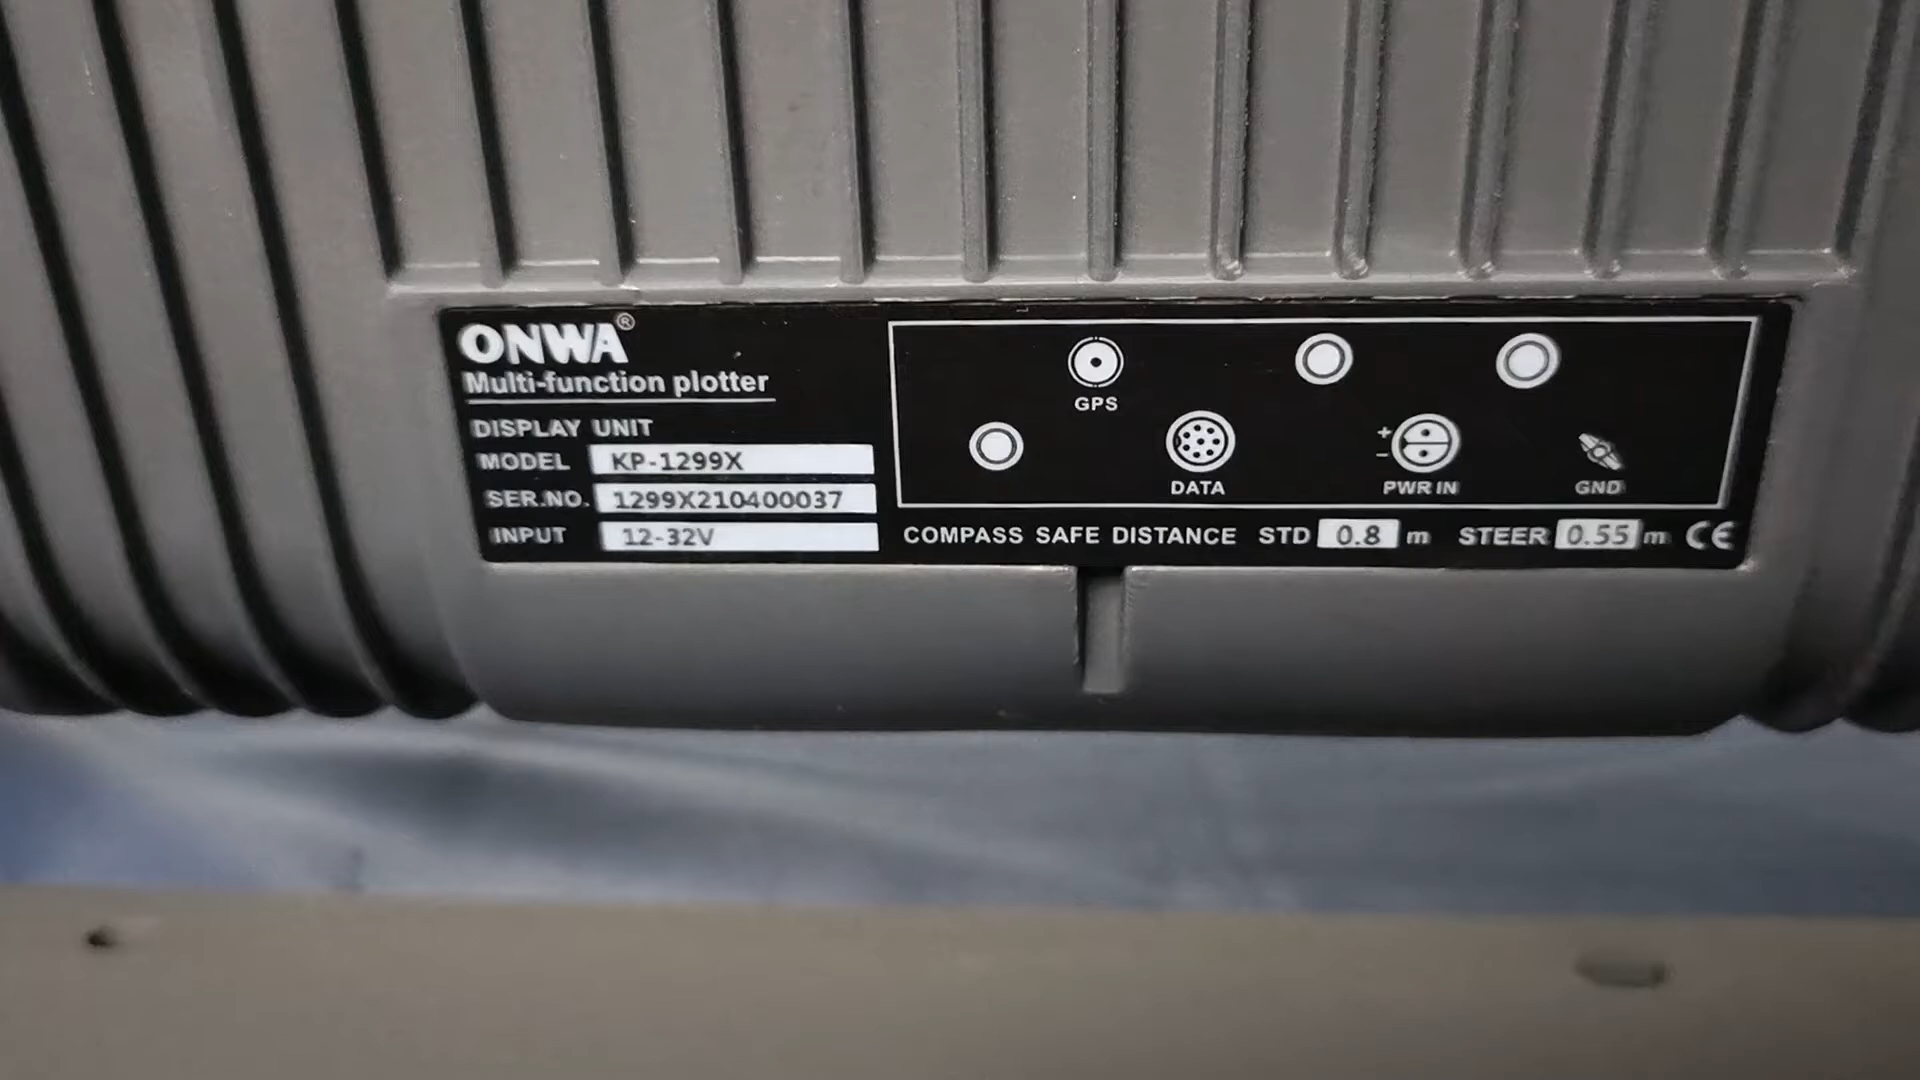 ONWA®
Multi-function plotter
DISPLAY UNIT
MODEL KP-1299X
SER.NO. 1299X210400037
INPUT 12-32V
GPS
DATA
+
-
PWR IN
GND
COMPASS SAFE DISTANCE STD 0.8 m STEER 0.55 m CE